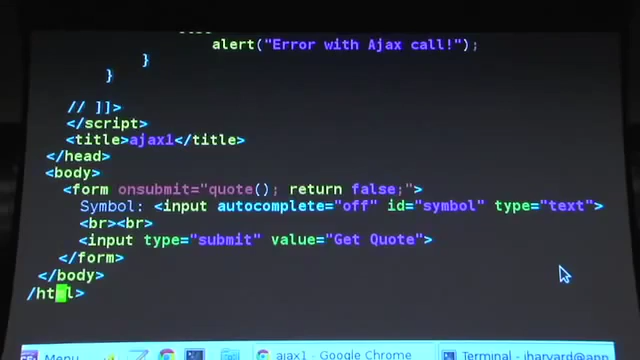 alert("Error with Ajax call!");
}
}
// ]]>
</script>
<title>ajax1</title>
</head>
<body>
<form onsubmit="quote(); return false;">
Symbol: <input autocomplete="off" id="symbol" type="text">
<br><br>
<input type="submit" value="Get Quote">
</form>
</body>
/html>
Menu ajax1 - Google Chrome Terminal - jharvard@app